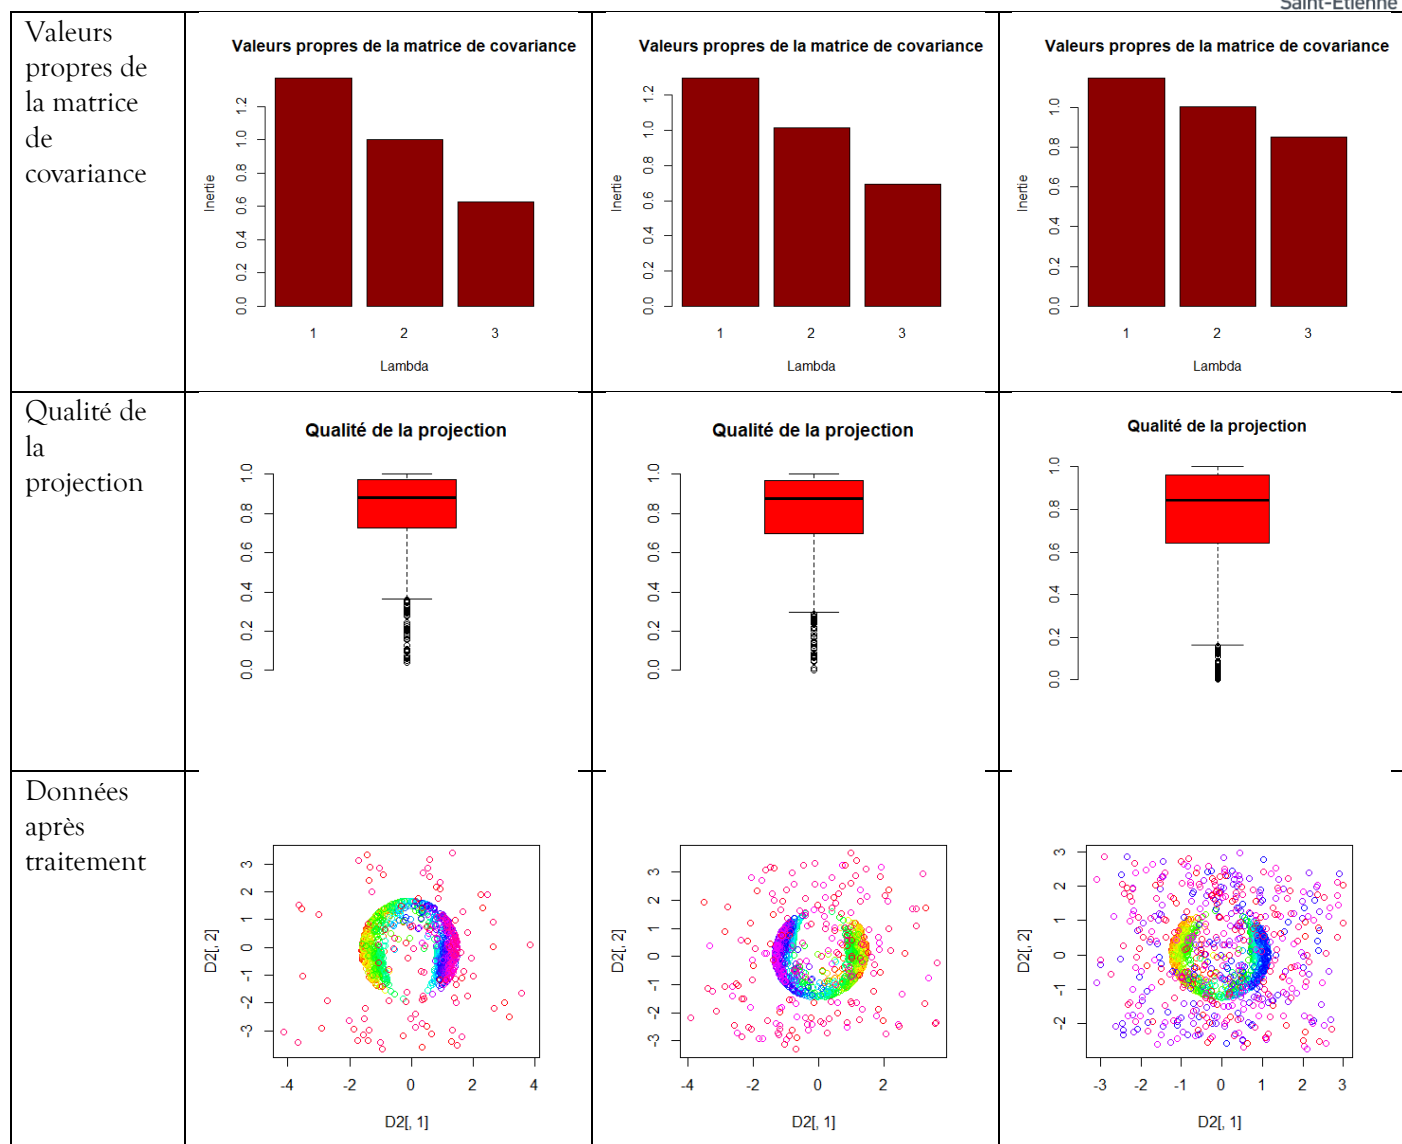 Saint-Etienne
Valeurs
propres de
la matrice
de
covariance
Valeurs propres de la matrice de covariance
Inertie
0.0 0.2 0.4 0.6 0.8 1.0 1.2
1 2 3
Lambda
Valeurs propres de la matrice de covariance
Inertie
0.0 0.2 0.4 0.6 0.8 1.0 1.2
1 2 3
Lambda
Valeurs propres de la matrice de covariance
Inertie
0.0 0.2 0.4 0.6 0.8 1.0
1 2 3
Lambda
Qualité de
la
projection
Qualité de la projection
0.0 0.2 0.4 0.6 0.8 1.0
Qualité de la projection
0.0 0.2 0.4 0.6 0.8 1.0
Qualité de la projection
0.0 0.2 0.4 0.6 0.8 1.0
Données
après
traitement
D2[, 2]
-3 -2 -1 0 1 2 3
-4 -2 0 2 4
D2[, 1]
D2[, 2]
-3 -2 -1 0 1 2 3
-4 -2 0 2
D2[, 1]
D2[, 2]
-2 -1 0 1 2 3
-3 -2 -1 0 1 2 3
D2[, 1]